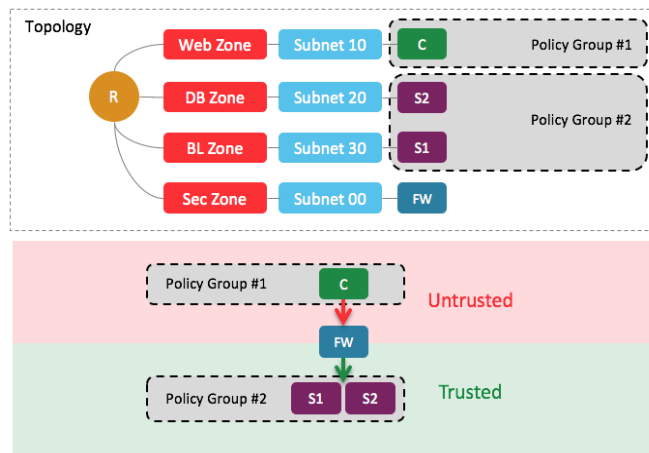 Topology
Web Zone Subnet 10 C Policy Group #1
R
DB Zone Subnet 20 S2
Policy Group #2
BL Zone Subnet 30 S1
Sec Zone Subnet 00 FW
Policy Group #1 C
Untrusted
FW
Trusted
Policy Group #2 S1 S2